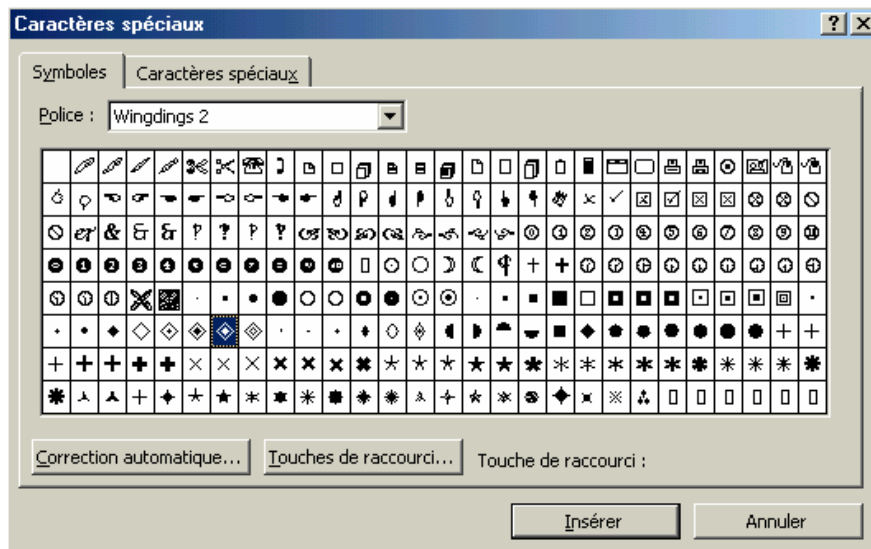 Caractères spéciaux
Symboles Caractères spéciaux
Police : Wingdings 2
Correction automatique... Touches de raccourci... Touche de raccourci :
Insérer Annuler